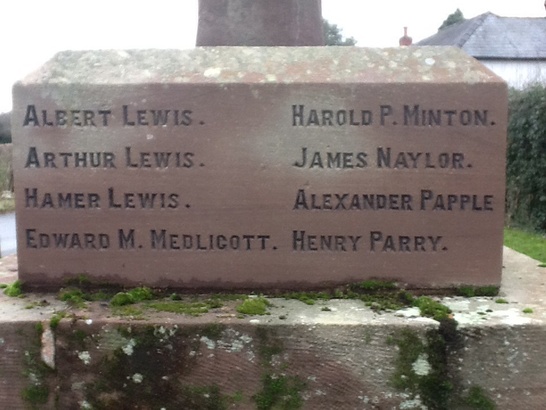 Albert Lewis.
Arthur Lewis.
Hamer Lewis.
Edward M. Medlicott.
Harold P. Minton.
James Naylor.
Alexander Papple
Henry Parry.